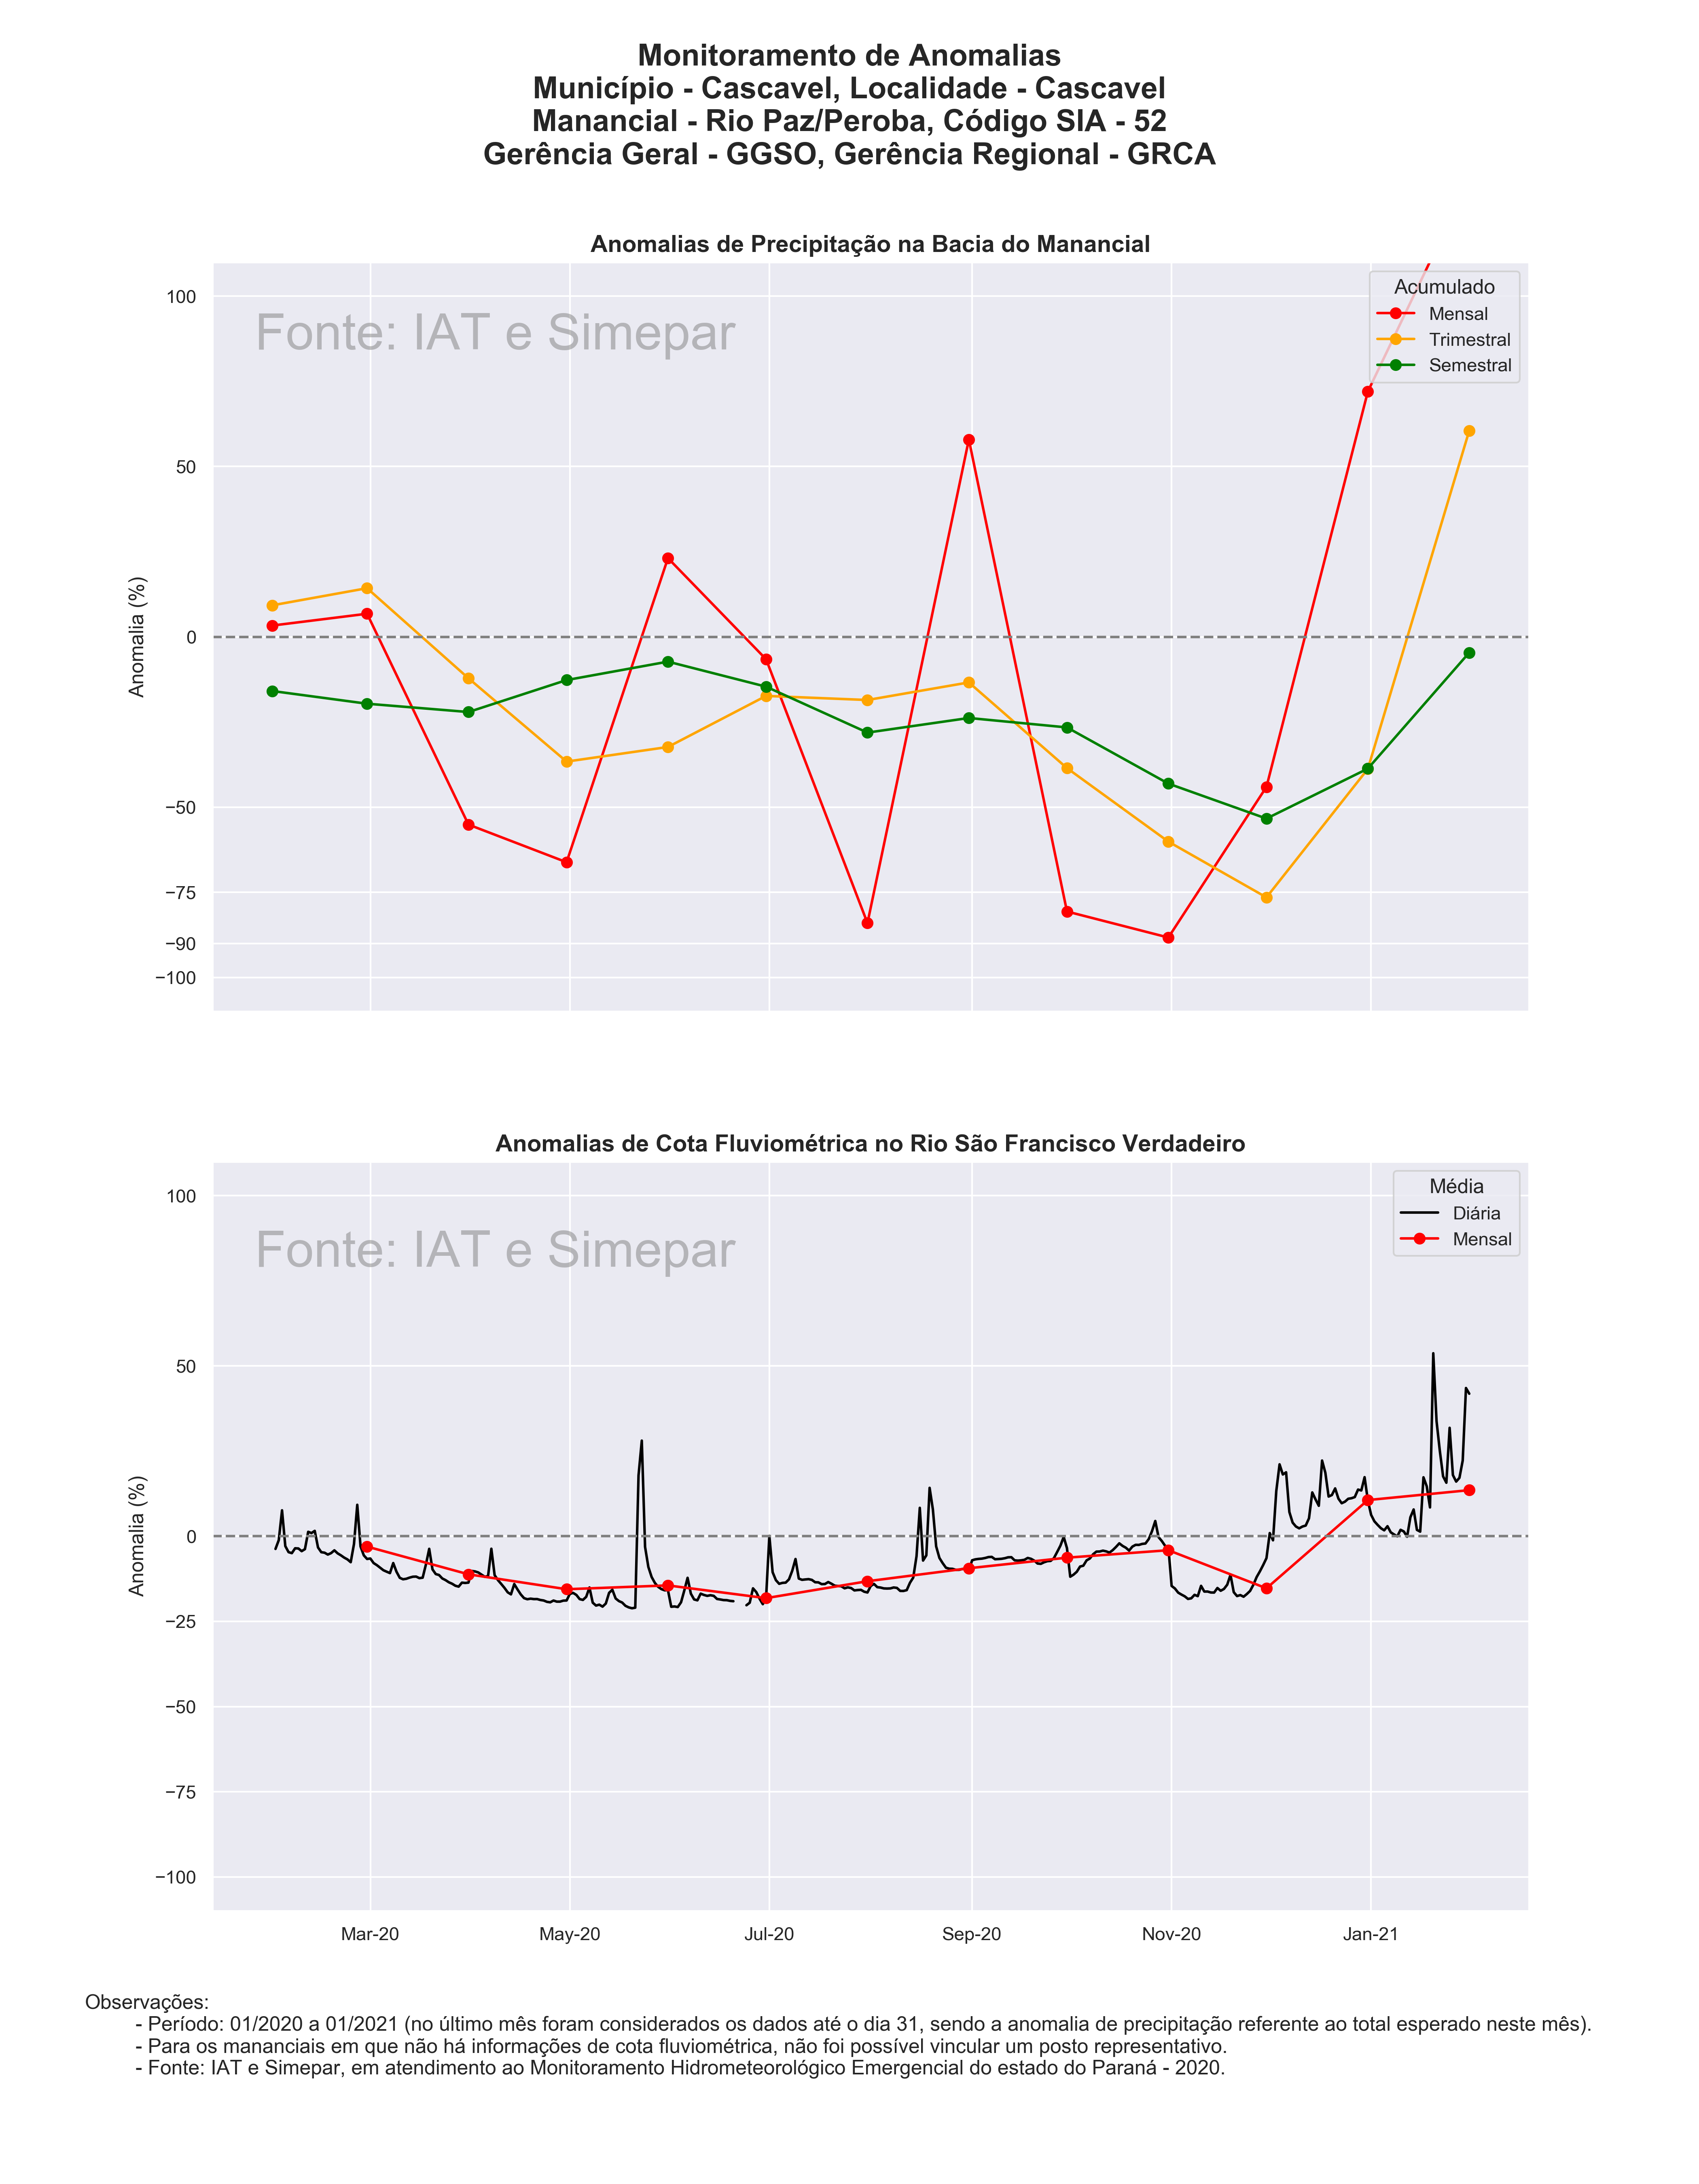 Monitoramento de Anomalias
Município - Cascavel, Localidade - Cascavel
Manancial - Rio Paz/Peroba, Código SIA - 52
Gerência Geral - GGSO, Gerência Regional - GRCA
Anomalias de Precipitação na Bacia do Manancial
Fonte: IAT e Simepar
Acumulado
Mensal
Trimestral
Semestral
Anomalia (%)
100
50
0
−50
−75
−90
−100
Anomalias de Cota Fluviométrica no Rio São Francisco Verdadeiro
Fonte: IAT e Simepar
Média
Diária
Mensal
Anomalia (%)
100
50
0
−25
−50
−75
−100
Mar-20 May-20 Jul-20 Sep-20 Nov-20 Jan-21
Observações:
- Período: 01/2020 a 01/2021 (no último mês foram considerados os dados até o dia 31, sendo a anomalia de precipitação referente ao total esperado neste mês).
- Para os mananciais em que não há informações de cota fluviométrica, não foi possível vincular um posto representativo.
- Fonte: IAT e Simepar, em atendimento ao Monitoramento Hidrometeorológico Emergencial do estado do Paraná - 2020.